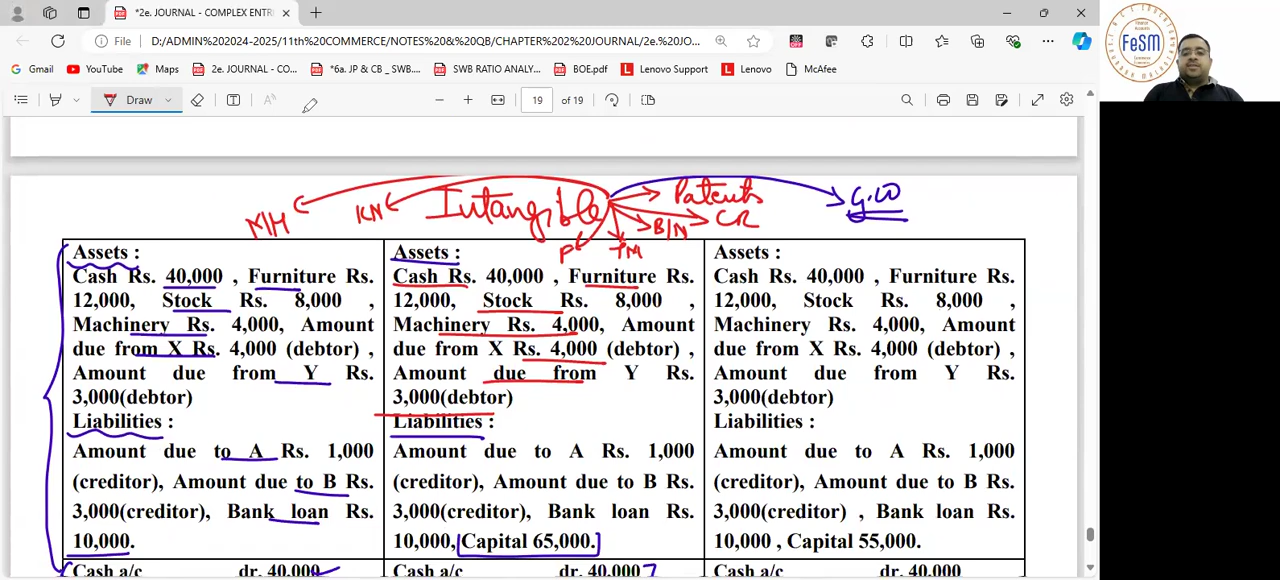 *2e. JOURNAL - COMPLEX ENTR
File D:/ADMIN%202024-2025/11th%20COMMERCE/NOTES%20&%20QB/CHAPTER%202%20JOURNAL/2e.%20JO...
Gmail YouTube Maps 2e. JOURNAL - CO... *6a. JP & CB _ SWB.... SWB RATIO ANALY... BOE.pdf Lenovo Support Lenovo McAfee
Draw 19 of 19
FeSM
M/H KN Intangible Patents G.W
B/N CR
P TM
Assets :
Cash Rs. 40,000 , Furniture Rs.
12,000, Stock Rs. 8,000 ,
Machinery Rs. 4,000, Amount
due from X Rs. 4,000 (debtor) ,
Amount due from Y Rs.
3,000(debtor)
Liabilities :
Amount due to A Rs. 1,000
(creditor), Amount due to B Rs.
3,000(creditor), Bank loan Rs.
10,000.
Cash a/c dr. 40,000
Assets :
Cash Rs. 40,000 , Furniture Rs.
12,000, Stock Rs. 8,000 ,
Machinery Rs. 4,000, Amount
due from X Rs. 4,000 (debtor) ,
Amount due from Y Rs.
3,000(debtor)
Liabilities :
Amount due to A Rs. 1,000
(creditor), Amount due to B Rs.
3,000(creditor), Bank loan Rs.
10,000, Capital 65,000.
Cash a/c dr. 40,000
Assets :
Cash Rs. 40,000 , Furniture Rs.
12,000, Stock Rs. 8,000 ,
Machinery Rs. 4,000, Amount
due from X Rs. 4,000 (debtor) ,
Amount due from Y Rs.
3,000(debtor)
Liabilities :
Amount due to A Rs. 1,000
(creditor), Amount due to B Rs.
3,000(creditor) , Bank loan Rs.
10,000 , Capital 55,000.
Cash a/c dr. 40,000